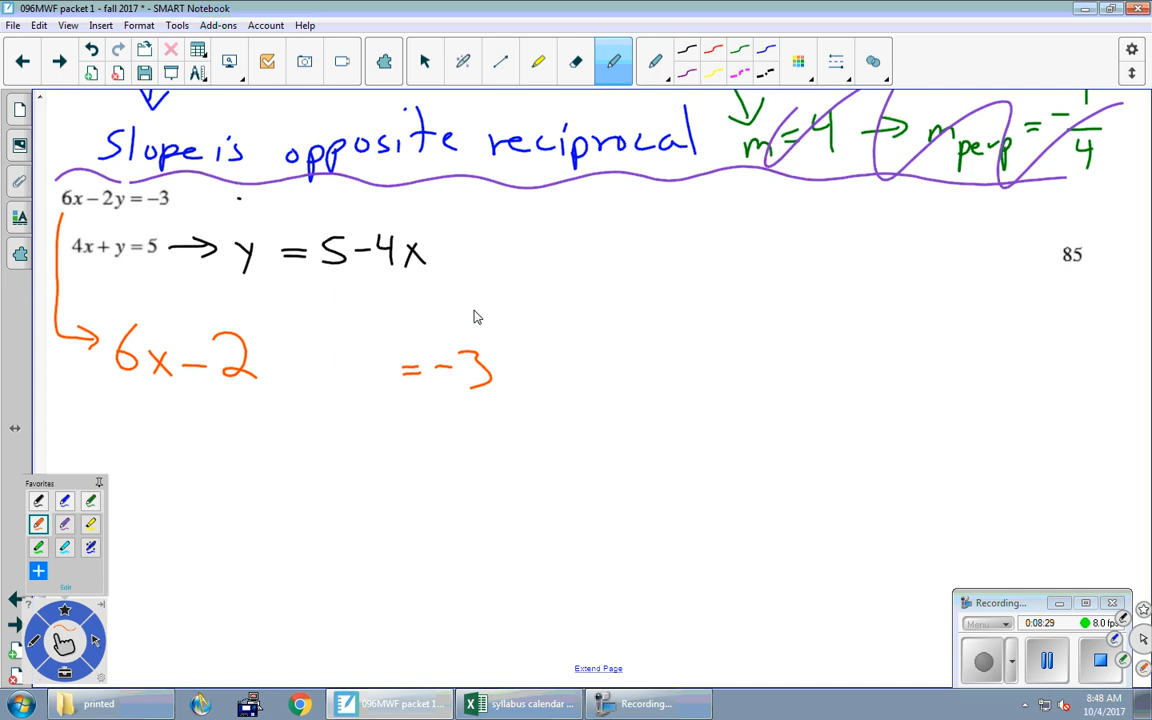 096MWF packet 1 - fall 2017 * - SMART Notebook
File Edit View Insert Format Tools Add-ons Account Help
Slope is opposite reciprocal
m = 4 → m perp = -1/4
6x – 2y = –3
4x + y = 5 → y = 5 - 4x
85
6x - 2 = -3
Favorites
Edit
Extend Page
Recording...
Menu 0:08:29 8.0 fps
printed 096MWF packet 1... syllabus calendar ... Recording...
8:48 AM
10/4/2017